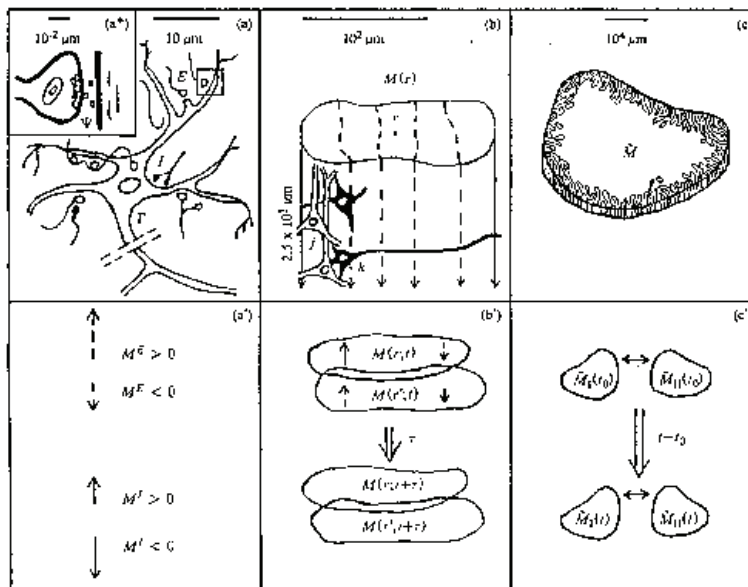 (a*)
10⁻² μm
(a)
10 μm
E
I
T
(b)
10² μm
M(r)
r
2.5 x 10³ μm
j
k
(c)
10⁴ μm
M̃
(a')
M^E > 0
M^E < 0
M^I > 0
M^I < 0
(b')
M(r,t)
M(r',t)
τ
M(r,t+τ)
M(r',t+τ)
(c')
M̃_I(t₀)
M̃_II(t₀)
t−t₀
M̃_I(t)
M̃_II(t)